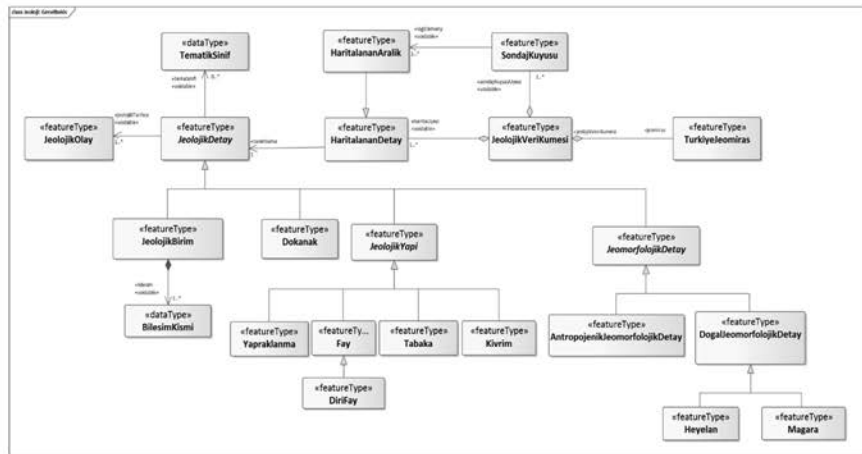 «dataType»
TematikSinif
«featureType»
HaritalananAralik
«featureType»
SondajKuyusu
«featureType»
JeolojikOlay
«featureType»
JeolojikDetay
«featureType»
HaritalananDetay
«featureType»
JeolojikVeriKumesi
«featureType»
TurkiyeJeomiras
«featureType»
JeolojikBirim
«featureType»
Dokanak
«featureType»
JeolojikYapi
«featureType»
JeomorfolojikDetay
«dataType»
BilesimKismi
«featureType»
Yapraklanma
«featureTy...
Fay
«featureType»
Tabaka
«featureType»
Kivrim
«featureType»
AntropojenikJeomorfolojikDetay
«featureType»
DogalJeomorfolojikDetay
«featureType»
DiriFay
«featureType»
Heyelan
«featureType»
Magara